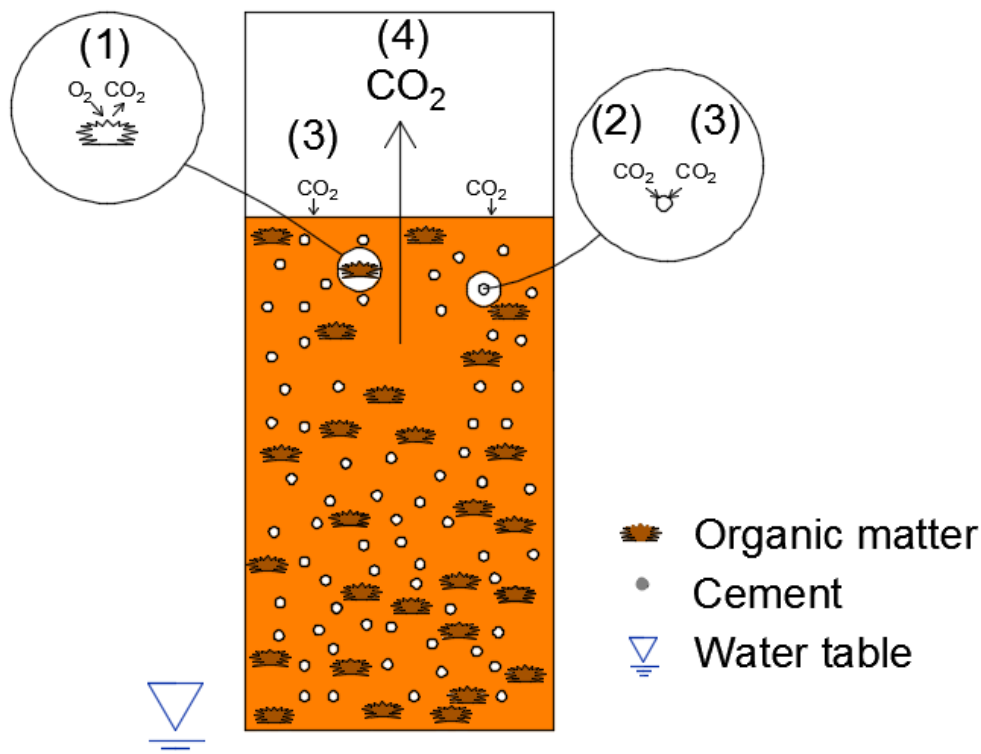 (1)
O₂ CO₂
(4)
CO₂
(3)
CO₂ CO₂
(2) (3)
CO₂ CO₂
Organic matter
Cement
Water table